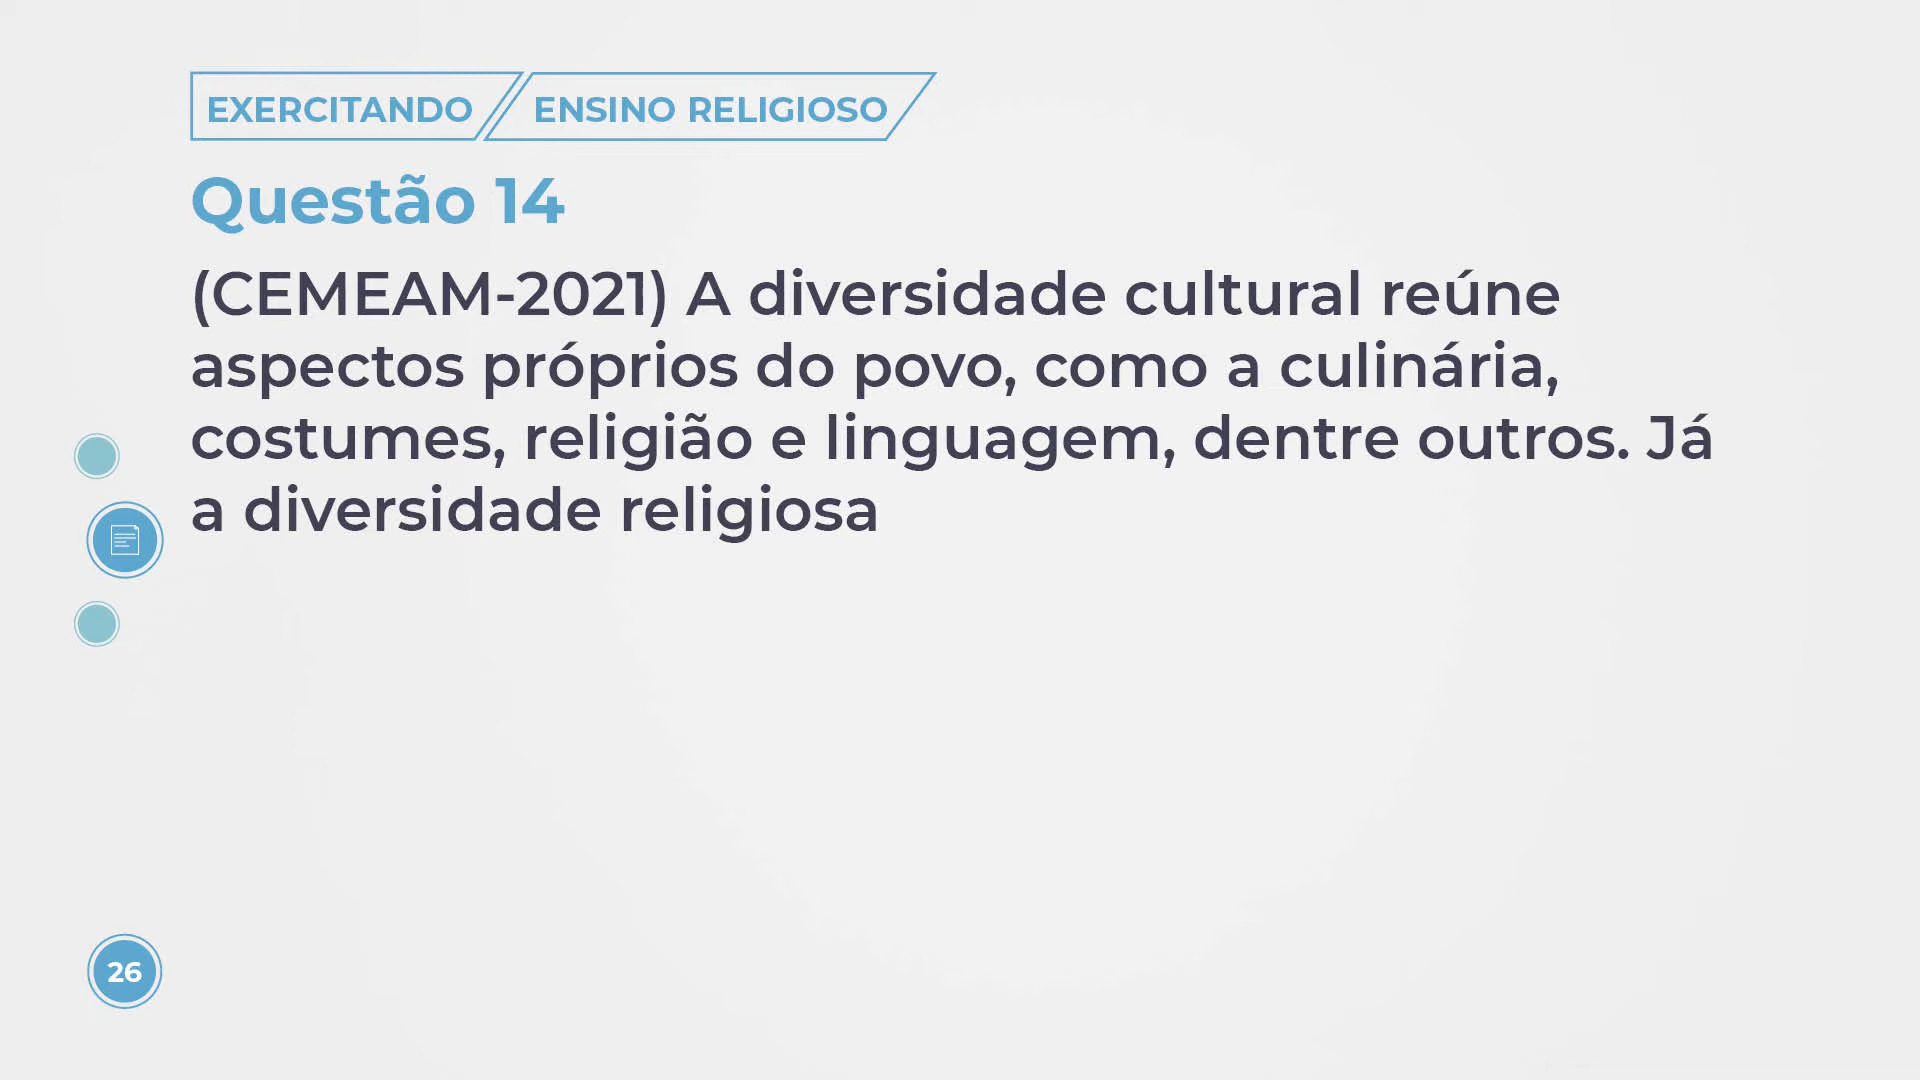 EXERCITANDO ENSINO RELIGIOSO
Questão 14
(CEMEAM-2021) A diversidade cultural reúne
aspectos próprios do povo, como a culinária,
costumes, religião e linguagem, dentre outros. Já
a diversidade religiosa
26